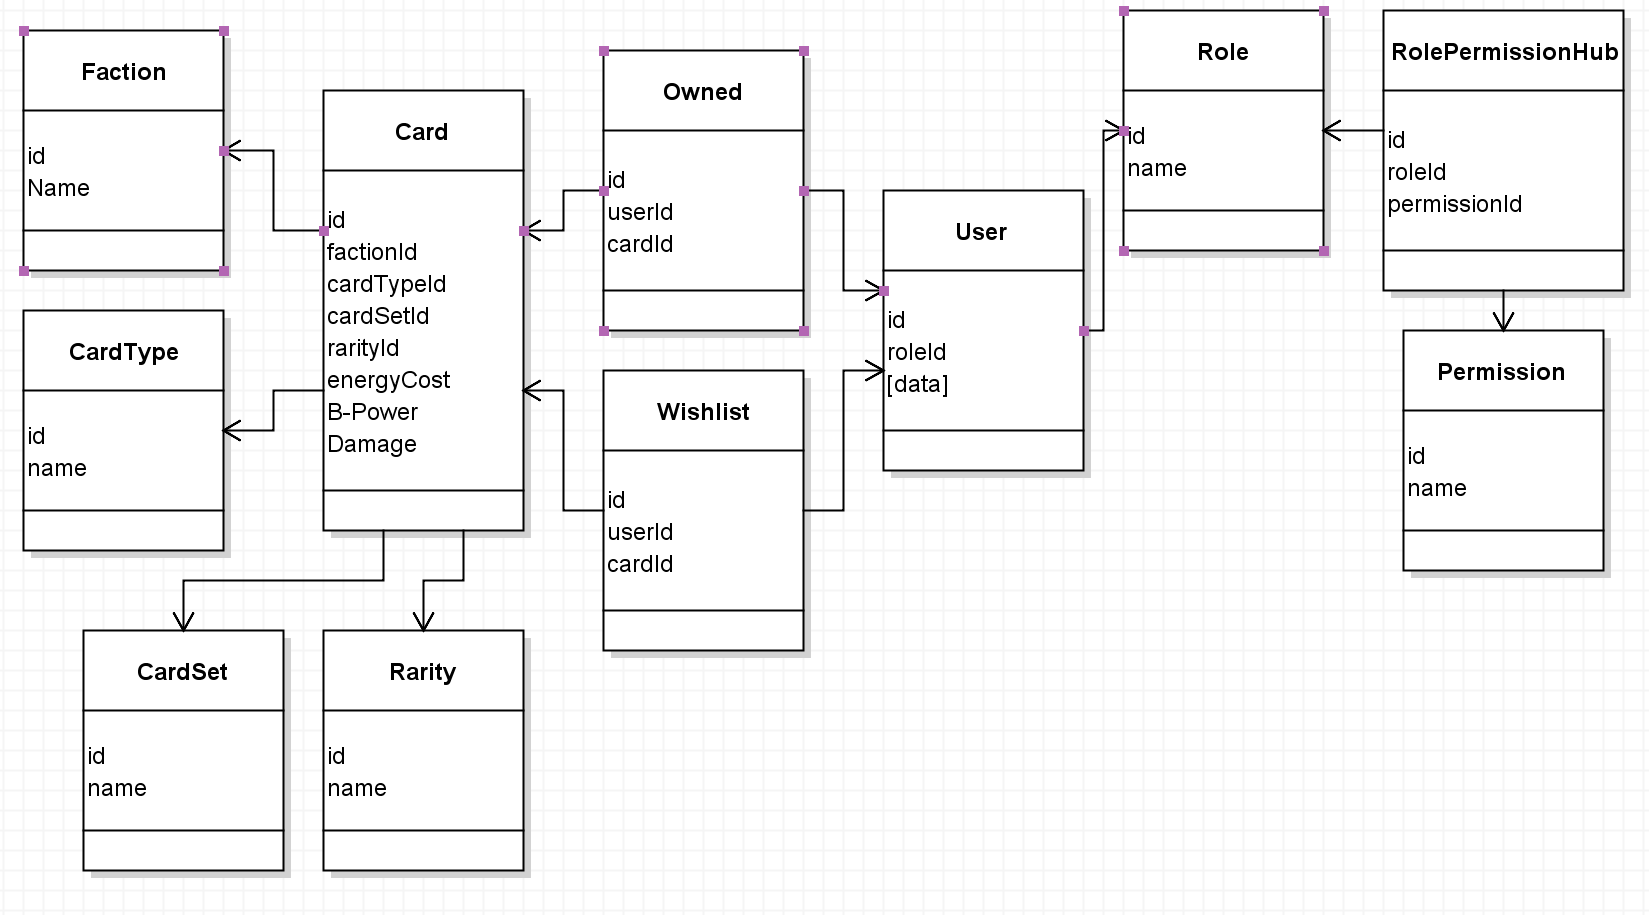 Faction
id
Name
CardType
id
name
Card
id
factionId
cardTypeId
cardSetId
rarityId
energyCost
B-Power
Damage
CardSet
id
name
Rarity
id
name
Owned
id
userId
cardId
Wishlist
id
userId
cardId
User
id
roleId
[data]
Role
id
name
RolePermissionHub
id
roleId
permissionId
Permission
id
name